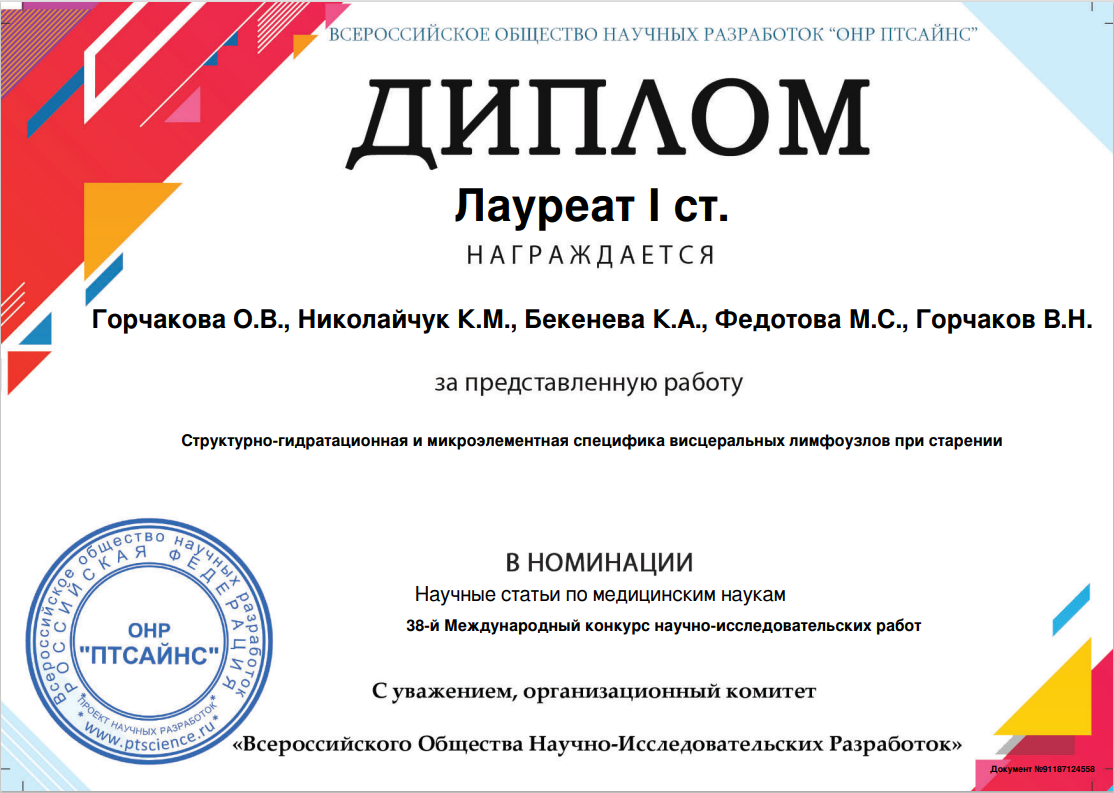 ВСЕРОССИЙСКОЕ ОБЩЕСТВО НАУЧНЫХ РАЗРАБОТОК “ОНР ПТСАЙНС”
ДИПЛОМ
Лауреат I ст.
НАГРАЖДАЕТСЯ
Горчакова О.В., Николайчук К.М., Бекенева К.А., Федотова М.С., Горчаков В.Н.
за представленную работу
Структурно-гидратационная и микроэлементная специфика висцеральных лимфоузлов при старении
В НОМИНАЦИИ
Научные статьи по медицинским наукам
38-й Международный конкурс научно-исследовательских работ
С уважением, организационный комитет
«Всероссийского Общества Научно-Исследовательских Разработок»
Всероссийское общество научных разработок
РОССИЙСКАЯ ФЕДЕРАЦИЯ
ОНР
"ПТСАЙНС"
*ПРОЕКТ НАУЧНЫХ РАЗРАБОТОК*
* www.ptscience.ru *
Документ №91187124558